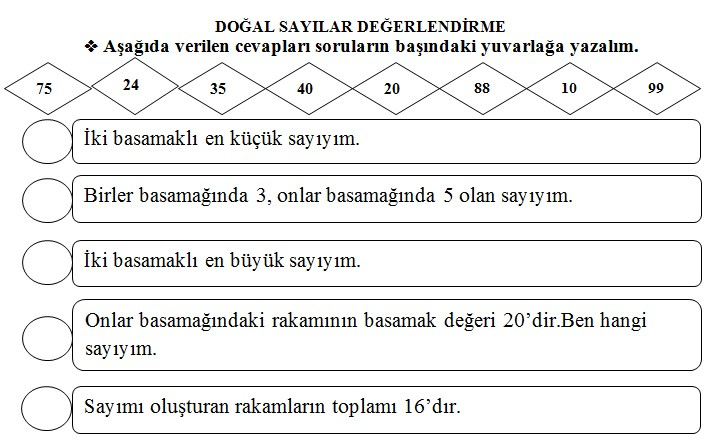 DOĞAL SAYILAR DEĞERLENDİRME
❖ Aşağıda verilen cevapları soruların başındaki yuvarlağa yazalım.
75 24 35 40 20 88 10 99
İki basamaklı en küçük sayıyım.
Birler basamağında 3, onlar basamağında 5 olan sayıyım.
İki basamaklı en büyük sayıyım.
Onlar basamağındaki rakamının basamak değeri 20’dir.Ben hangi
sayıyım.
Sayımı oluşturan rakamların toplamı 16’dır.